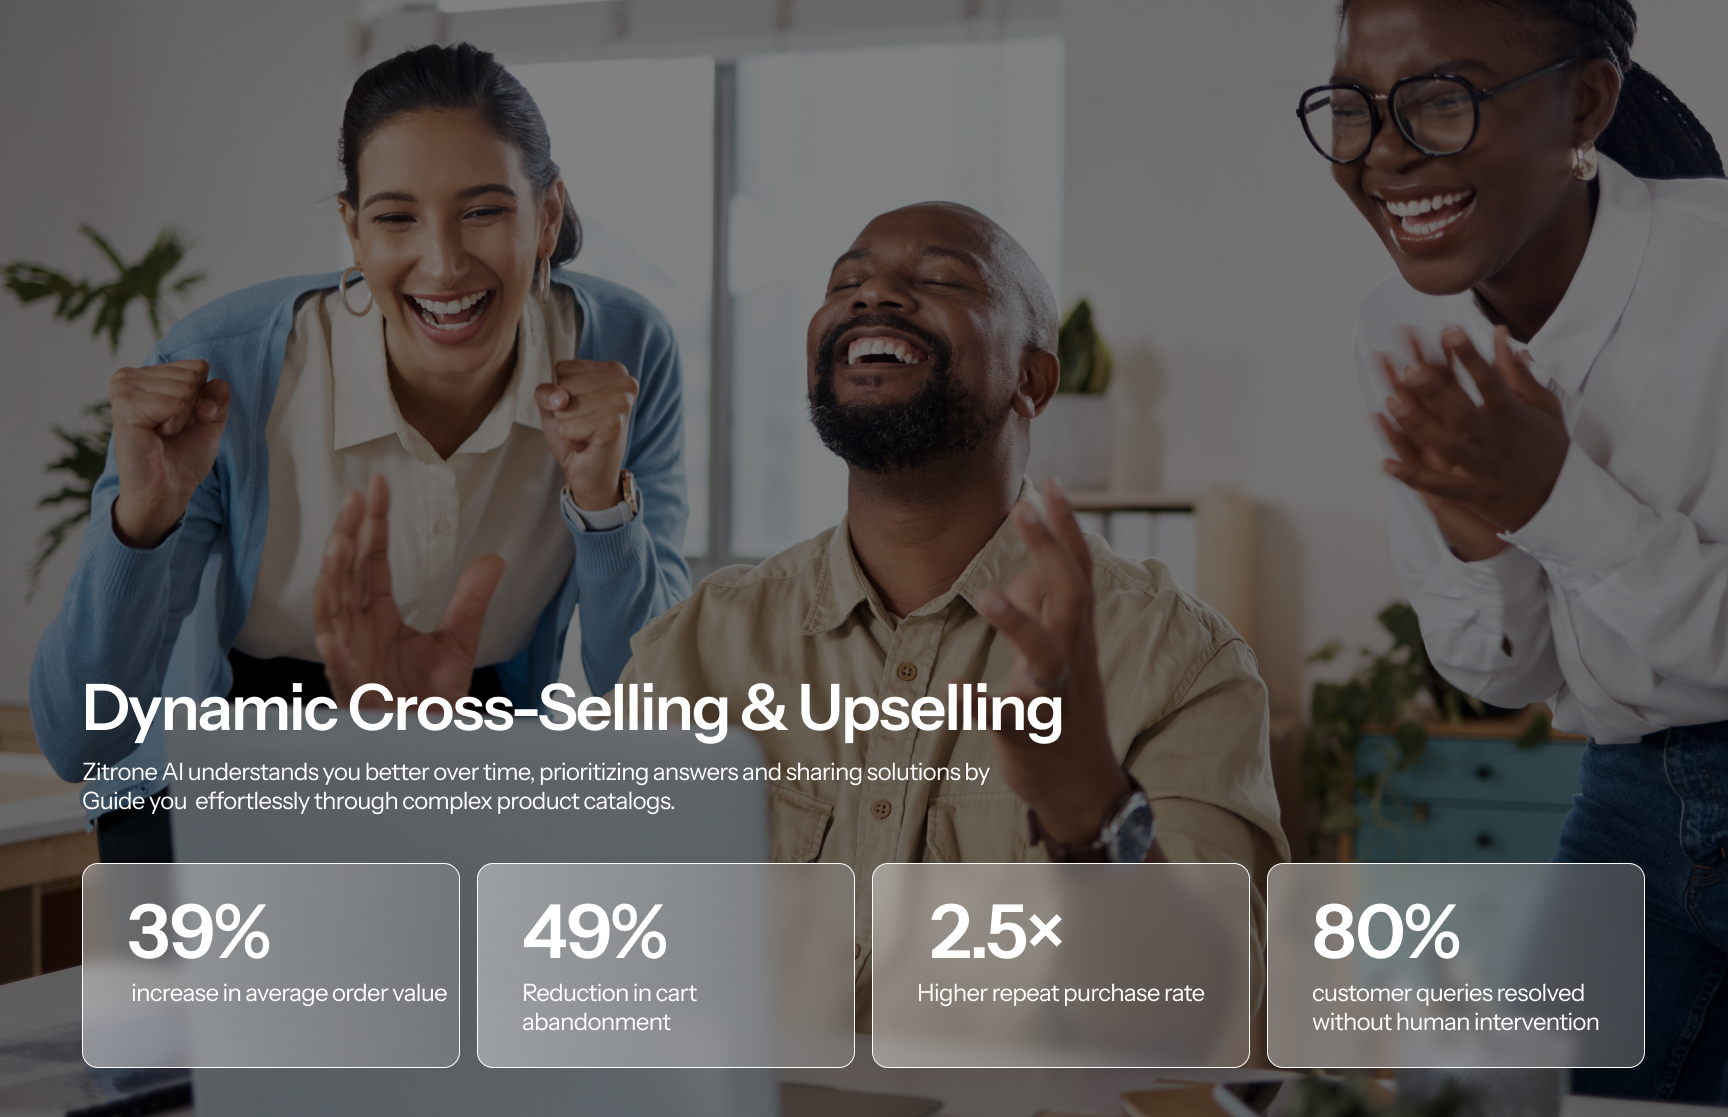 Dynamic Cross-Selling & Upselling
Zitrone AI understands you better over time, prioritizing answers and sharing solutions by
Guide you  effortlessly through complex product catalogs.
39%
increase in average order value
49%
Reduction in cart
abandonment
2.5×
Higher repeat purchase rate
80%
customer queries resolved
without human intervention